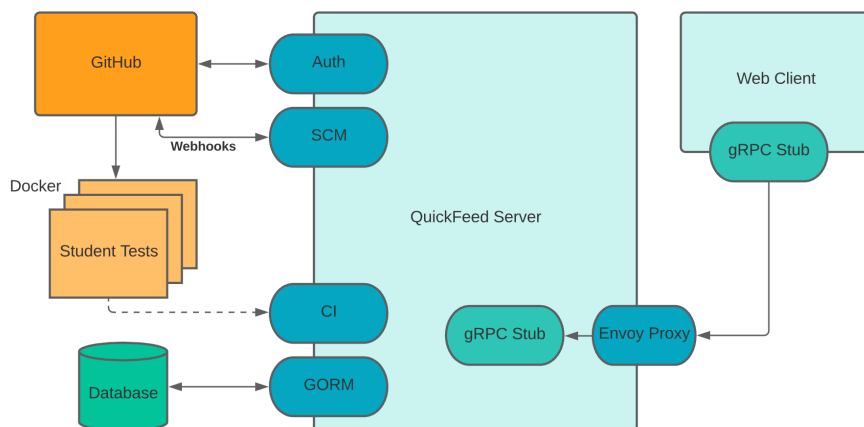 GitHub
Auth
Web Client
SCM
Webhooks
gRPC Stub
Docker
QuickFeed Server
Student Tests
CI
gRPC Stub
Envoy Proxy
Database
GORM